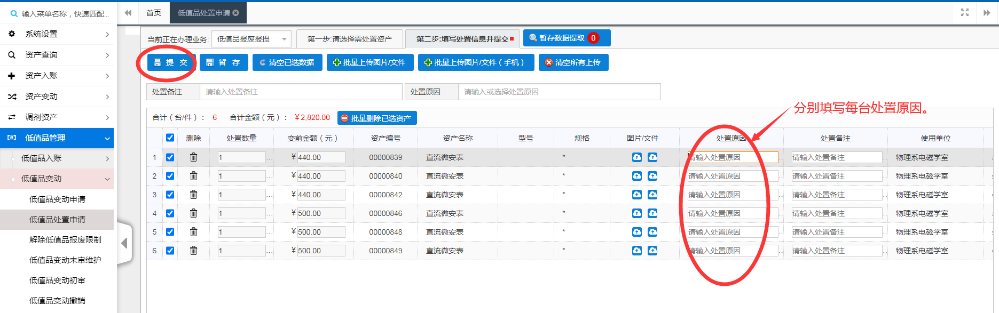 输入菜单名称，快速匹配...
首页
低值品处置申请
系统设置
资产查询
资产入账
资产变动
调剂资产
低值品管理
低值品入账
低值品变动
低值品变动申请
低值品处置申请
解除低值品报废限制
低值品变动未审维护
低值品变动初审
低值品变动撤销
当前正在办理业务: 低值品报废报损
第一步:请选择需处置资产
第二步:填写处置信息并提交
暂存数据提取 0
提 交
暂 存
清空已选数据
批量上传图片/文件
批量上传图片/文件（手机）
清空所有上传
处置备注 请输入处置备注
处置原因 请输入或选择处置原因
分别填写每台处置原因。
合计（台/件）： 6 合计金额（元）： ￥2,820.00 批量删除已选资产
删除 处置数量 变前金额（元） 资产编号 资产名称 型号 规格 图片/文件 处置原因 处置备注 使用单位
1 1 ... ￥440.00 00000839 直流微安表 * 请输入处置原因 .. 请输入处置备注 .. 物理系电磁学室
2 1 ... ￥440.00 00000840 直流微安表 * 请输入处置原因 .. 请输入处置备注 .. 物理系电磁学室
3 1 ... ￥440.00 00000842 直流微安表 * 请输入处置原因 .. 请输入处置备注 .. 物理系电磁学室
4 1 ... ￥500.00 00000846 直流微安表 * 请输入处置原因 .. 请输入处置备注 .. 物理系电磁学室
5 1 ... ￥500.00 00000848 直流微安表 * 请输入处置原因 .. 请输入处置备注 .. 物理系电磁学室
6 1 ... ￥500.00 00000849 直流微安表 * 请输入处置原因 .. 请输入处置备注 .. 物理系电磁学室